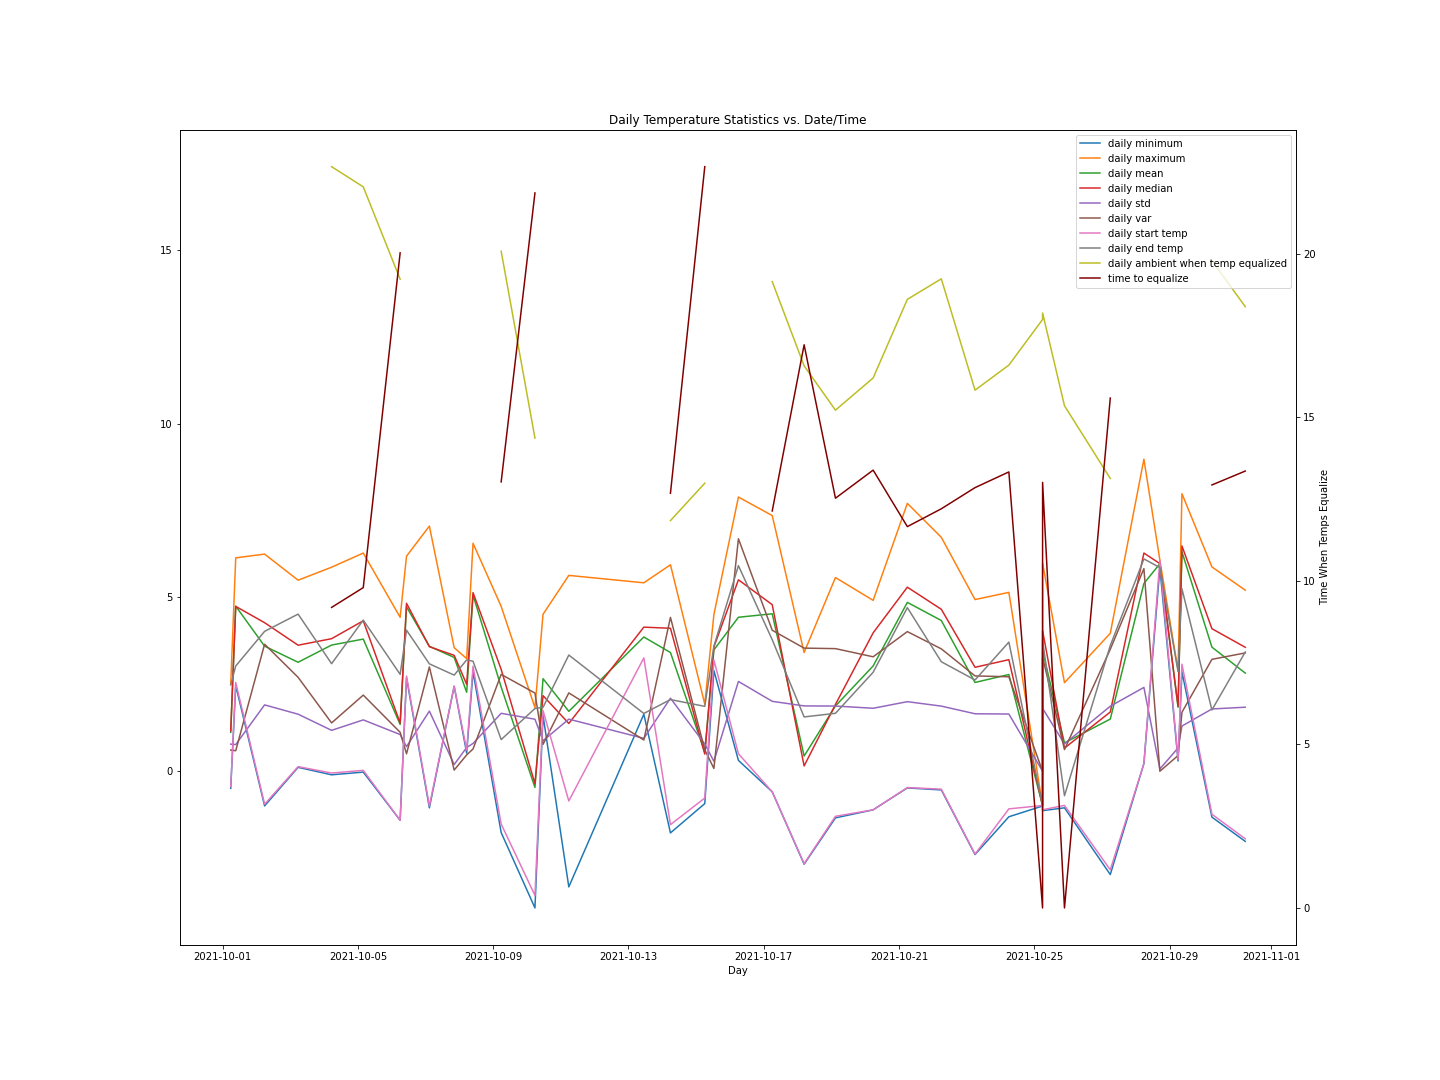 Daily Temperature Statistics vs. Date/Time
daily minimum
daily maximum
daily mean
daily median
daily std
daily var
daily start temp
daily end temp
daily ambient when temp equalized
time to equalize
15
10
5
0
20
15
10
5
0
Time When Temps Equalize
2021-10-01 2021-10-05 2021-10-09 2021-10-13 2021-10-17 2021-10-21 2021-10-25 2021-10-29 2021-11-01
Day